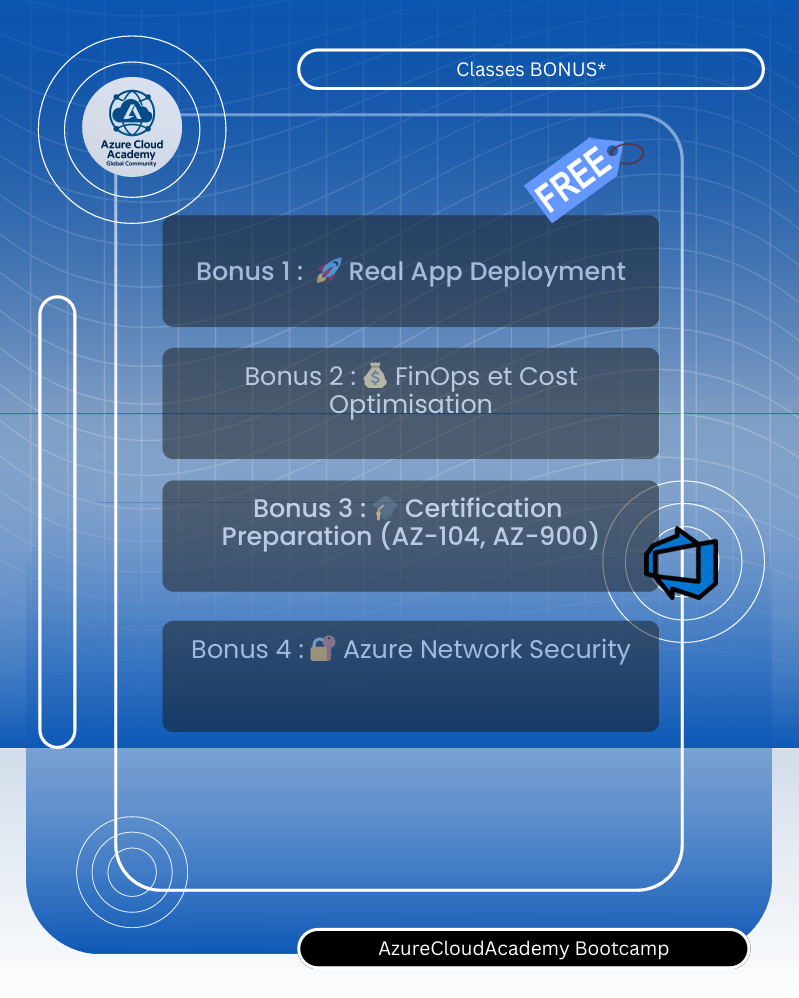 Classes BONUS*
Azure Cloud
Academy
Global Community
FREE
Bonus 1 : 🚀 Real App Deployment
Bonus 2 : 💰 FinOps et Cost
Optimisation
Bonus 3 : 🎓 Certification
Preparation (AZ-104, AZ-900)
Bonus 4 : 🔐 Azure Network Security
AzureCloudAcademy Bootcamp